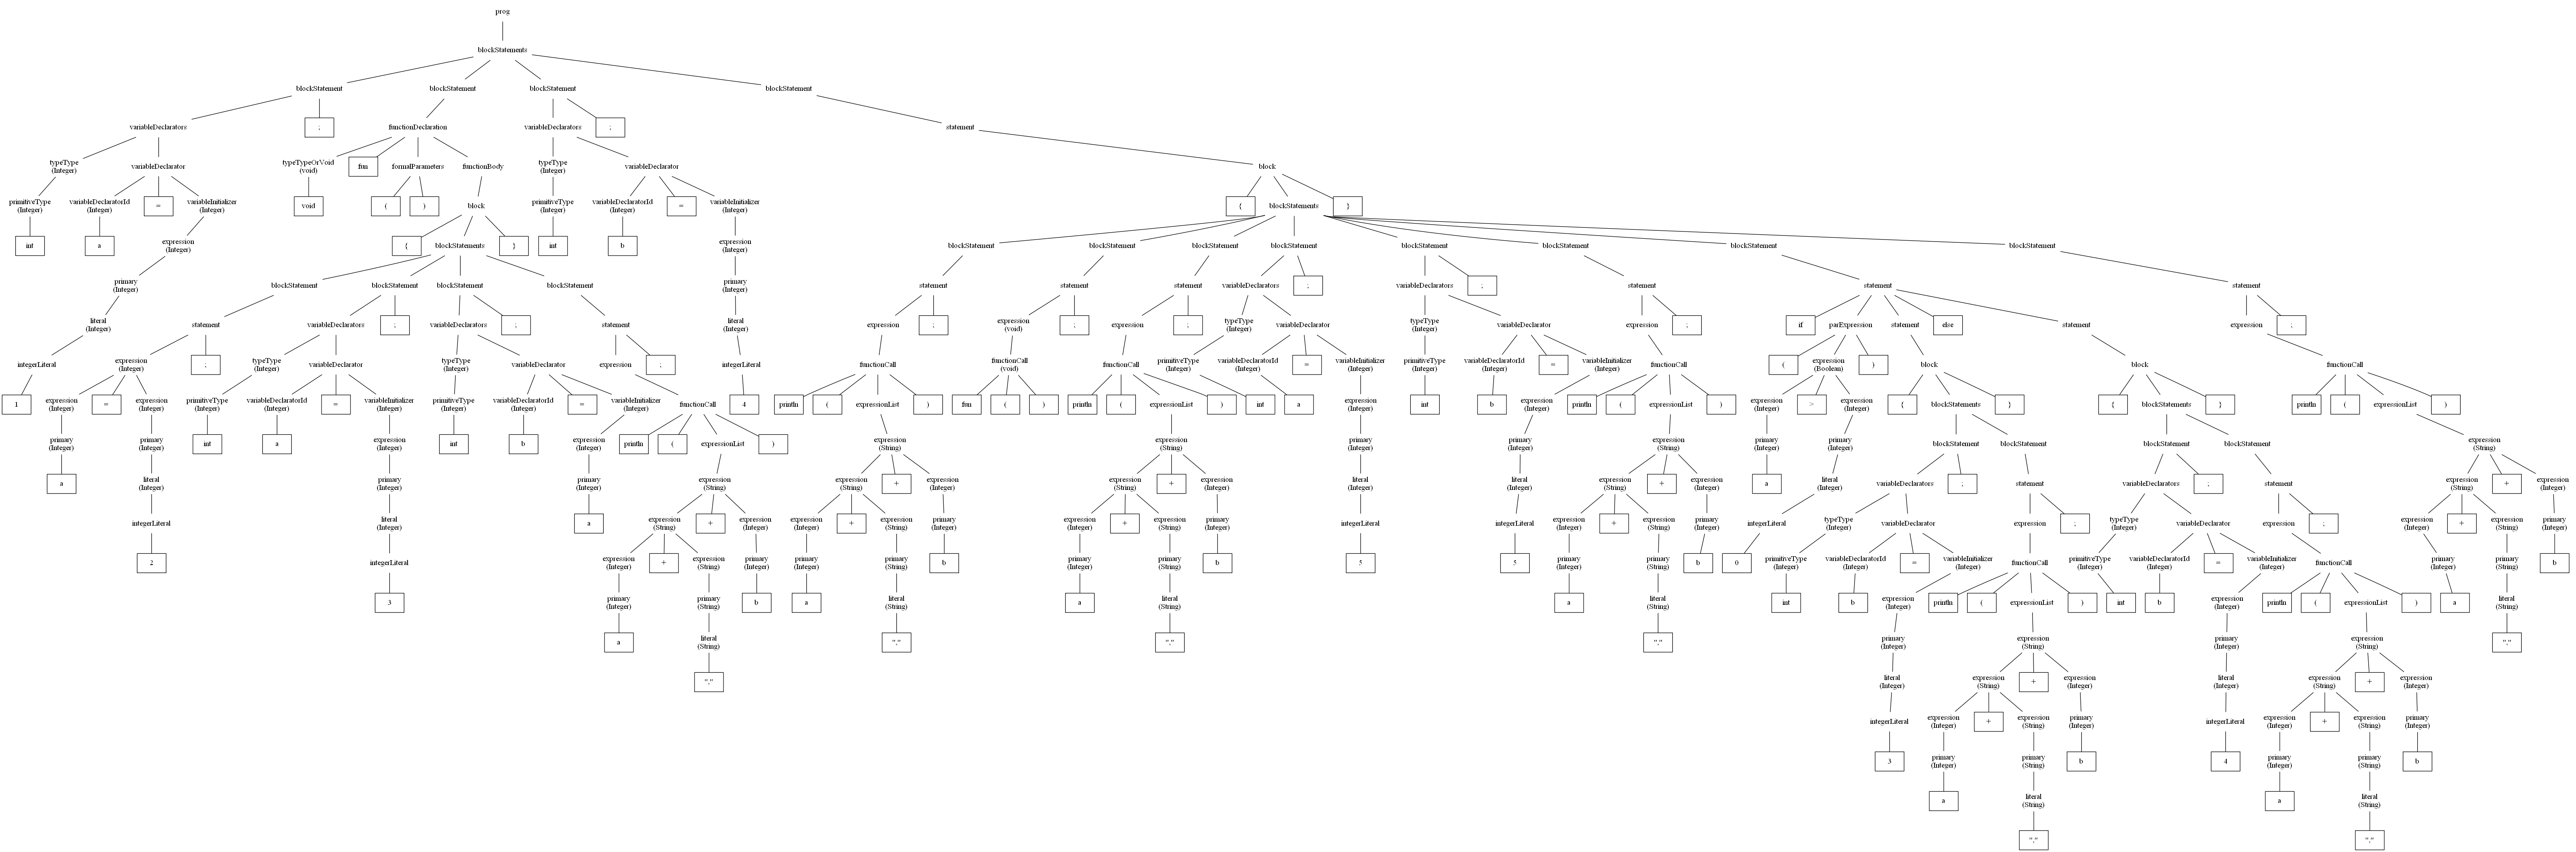 prog
blockStatements
blockStatement blockStatement blockStatement blockStatement
variableDeclarators ; functionDeclaration variableDeclarators ; statement
typeType (Integer) variableDeclarator typeTypeOrVoid (void) fun formalParameters functionBody typeType (Integer) variableDeclarator block
primitiveType (Integer) variableDeclaratorId (Integer) = variableInitializer (Integer) void ( ) block primitiveType (Integer) variableDeclaratorId (Integer) = variableInitializer (Integer) { blockStatements }
int a expression (Integer) { blockStatements } int b expression (Integer) blockStatement blockStatement blockStatement blockStatement blockStatement blockStatement blockStatement blockStatement
primary (Integer) blockStatement blockStatement blockStatement blockStatement primary (Integer) statement statement statement variableDeclarators ; variableDeclarators ; statement statement statement
literal (Integer) statement variableDeclarators ; variableDeclarators ; statement literal (Integer) expression ; expression (void) ; expression ; typeType (Integer) variableDeclarator typeType (Integer) variableDeclarator expression ; if parExpression statement else statement expression ;
integerLiteral expression (Integer) ; typeType (Integer) variableDeclarator typeType (Integer) variableDeclarator expression ; integerLiteral functionCall functionCall (void) functionCall primitiveType (Integer) variableDeclaratorId (Integer) = variableInitializer (Integer) primitiveType (Integer) variableDeclaratorId (Integer) = variableInitializer (Integer) functionCall ( expression (Boolean) ) block block functionCall
1 expression (Integer) = expression (Integer) primitiveType (Integer) variableDeclaratorId (Integer) = variableInitializer (Integer) primitiveType (Integer) variableDeclaratorId (Integer) = variableInitializer (Integer) functionCall 4 println ( expressionList ) fun ( ) println ( expressionList ) int a expression (Integer) int b expression (Integer) println ( expressionList ) expression (Integer) > expression (Integer) { blockStatements } { blockStatements } println ( expressionList )
primary (Integer) primary (Integer) int a expression (Integer) int b expression (Integer) println ( expressionList ) expression (String) expression (String) primary (Integer) primary (Integer) expression (String) primary (Integer) primary (Integer) blockStatement blockStatement blockStatement blockStatement expression (String)
a literal (Integer) primary (Integer) primary (Integer) expression (String) expression (String) + expression (Integer) expression (String) + expression (Integer) literal (Integer) literal (Integer) expression (String) + expression (Integer) a literal (Integer) variableDeclarators ; statement variableDeclarators ; statement expression (String) + expression (Integer)
integerLiteral literal (Integer) a expression (String) + expression (Integer) expression (Integer) + expression (String) primary (Integer) expression (Integer) + expression (String) primary (Integer) integerLiteral integerLiteral expression (Integer) + expression (String) primary (Integer) integerLiteral typeType (Integer) variableDeclarator expression ; typeType (Integer) variableDeclarator expression ; expression (Integer) + expression (String) primary (Integer)
2 integerLiteral expression (Integer) + expression (String) primary (Integer) primary (Integer) primary (String) b primary (Integer) primary (String) b 5 5 primary (Integer) primary (String) b 0 primitiveType (Integer) variableDeclaratorId (Integer) = variableInitializer (Integer) functionCall primitiveType (Integer) variableDeclaratorId (Integer) = variableInitializer (Integer) functionCall primary (Integer) primary (String) b
3 primary (Integer) primary (String) b a literal (String) a literal (String) a literal (String) int b expression (Integer) println ( expressionList ) int b expression (Integer) println ( expressionList ) a literal (String)
a literal (String) "," "," "," primary (Integer) expression (String) primary (Integer) expression (String) ","
"," literal (Integer) expression (String) + expression (Integer) literal (Integer) expression (String) + expression (Integer)
integerLiteral expression (Integer) + expression (String) primary (Integer) integerLiteral expression (Integer) + expression (String) primary (Integer)
3 primary (Integer) primary (String) b 4 primary (Integer) primary (String) b
a literal (String) a literal (String)
"," ","